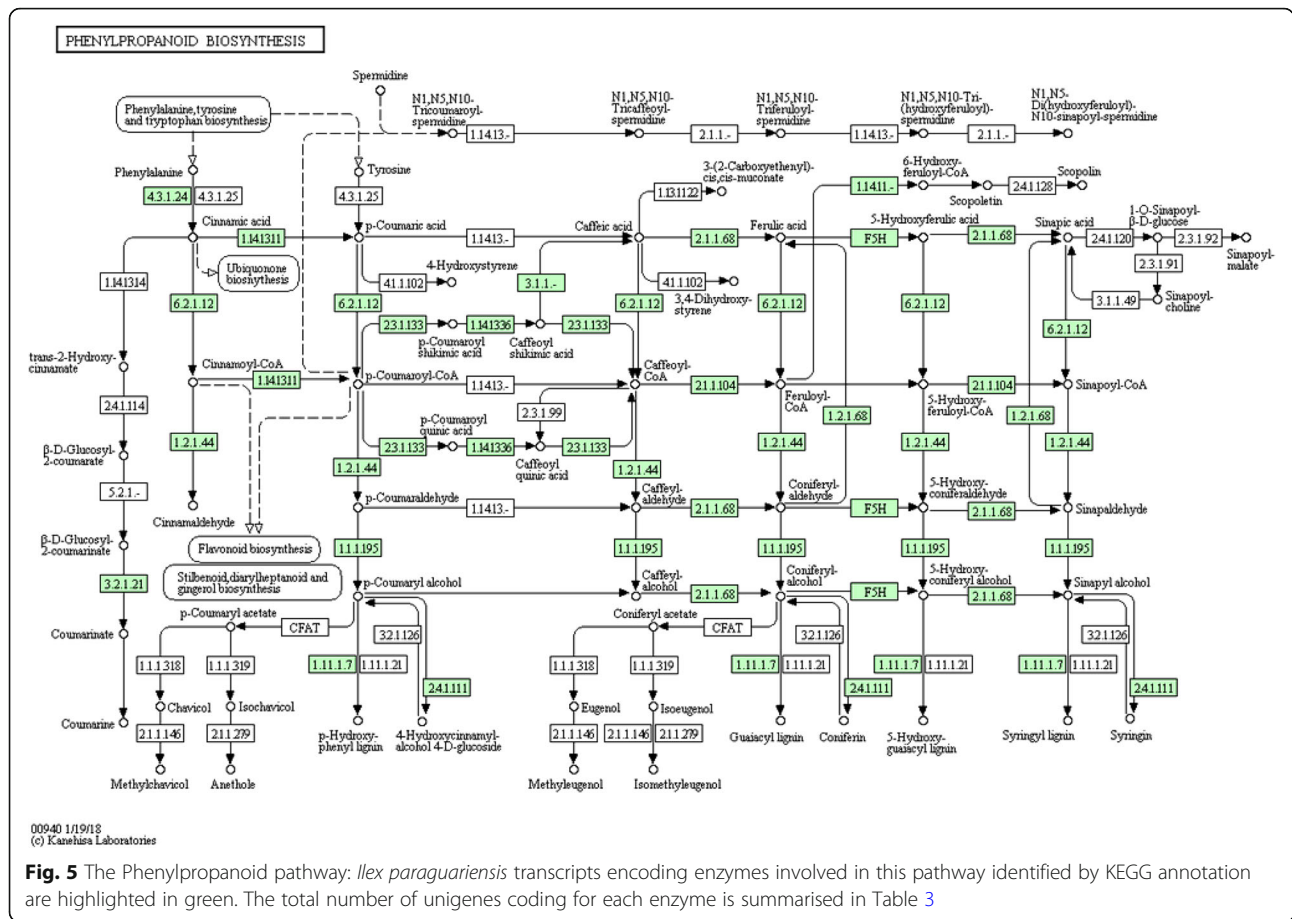 PHENYLPROPANOID BIOSYNTHESIS
Spermidine
Phenylalanine, tyrosine
and tryptophan biosynthesis
N1,N5,N10-
Tricoumaroyl-
spermidine
1.14.13.-
N1,N5,N10-
Tricaffeoyl-
spermidine
2.1.1.-
N1,N5,N10-
Triferuloyl-
spermidine
1.14.13.-
N1,N5,N10-Tri-
(hydroxyferuloyl)-
spermidine
2.1.1.-
N1,N5-
Di(hydroxyferuloyl)-
N10-sinapoyl-spermidine
Phenylalanine
Tyrosine
4.3.1.24
4.3.1.25
4.3.1.25
3-(2-Carboxyethenyl)-
cis,cis-muconate
1.13.11.22
6-Hydroxy-
feruloyl-CoA
1.14.11.-
Scopoletin
2.4.1.128
Scopolin
Cinnamic acid
1.14.13.11
p-Coumaric acid
1.14.13.-
Caffeic acid
2.1.1.68
Ferulic acid
F5H
5-Hydroxyferulic acid
2.1.1.68
Sinapic acid
2.4.1.120
1-O-Sinapoyl-
β-D-glucose
2.3.1.92
Sinapoyl-
malate
2.3.1.91
3.1.1.49
Sinapoyl-
choline
Ubiquonone
biosnythesis
1.14.13.14
4.1.1.102
4-Hydroxystyrene
3.1.1.-
4.1.1.102
3,4-Dihydroxy-
styrene
6.2.1.12
6.2.1.12
6.2.1.12
6.2.1.12
6.2.1.12
6.2.1.12
2.3.1.133
p-Coumaroyl
shikimic acid
1.14.13.36
Caffeoyl
shikimic acid
2.3.1.133
trans-2-Hydroxy-
cinnamate
Cinnamoyl-CoA
1.14.13.11
p-Coumaroyl-CoA
1.14.13.-
Caffeoyl-
CoA
2.1.1.104
Feruloyl-
CoA
5-Hydroxy-
feruloyl-CoA
2.1.1.104
Sinapoyl-CoA
2.4.1.114
2.3.1.99
1.2.1.68
1.2.1.68
p-Coumaroyl
quinic acid
2.3.1.133
1.14.13.36
Caffeoyl
quinic acid
2.3.1.133
1.2.1.44
1.2.1.44
1.2.1.44
1.2.1.44
1.2.1.44
1.2.1.44
β-D-Glucosyl-
2-coumarate
5.2.1.-
Cinnamaldehyde
p-Coumaraldehyde
1.14.13.-
Caffeyl-
aldehyde
2.1.1.68
Coniferyl-
aldehyde
F5H
5-Hydroxy-
coniferaldehyde
2.1.1.68
Sinapaldehyde
β-D-Glucosyl-
2-coumarinate
Flavonoid biosynthesis
1.1.1.195
1.1.1.195
1.1.1.195
1.1.1.195
1.1.1.195
Stilbenoid, diarylheptanoid and
gingerol biosynthesis
3.2.1.21
p-Coumaryl alcohol
Caffeyl-
alcohol
2.1.1.68
Coniferyl-
alcohol
F5H
5-Hydroxy-
coniferyl alcohol
2.1.1.68
Sinapyl alcohol
p-Coumaryl acetate
CFAT
Coniferyl acetate
CFAT
Coumarinate
3.2.1.126
3.2.1.126
3.2.1.126
1.1.1.318
1.1.1.319
1.11.1.7
1.11.1.21
2.4.1.111
1.1.1.318
1.1.1.319
1.11.1.7
1.11.1.21
2.4.1.111
1.11.1.7
1.11.1.21
1.11.1.7
1.11.1.21
2.4.1.111
Coumarine
Chavicol
Isochavicol
p-Hydroxy-
phenyl lignin
4-Hydroxycinnamyl-
alcohol 4-D-glucoside
Eugenol
Isoeugenol
Guaiacyl lignin
Coniferin
5-Hydroxy-
guaiacyl lignin
Syringyl lignin
Syringin
2.1.1.146
2.1.1.279
2.1.1.146
2.1.1.146
2.1.1.279
Methylchavicol
Anethole
Methyleugenol
Isomethyleugenol
00940 1/19/18
(c) Kanehisa Laboratories
Fig. 5 The Phenylpropanoid pathway: Ilex paraguariensis transcripts encoding enzymes involved in this pathway identified by KEGG annotation
are highlighted in green. The total number of unigenes coding for each enzyme is summarised in Table 3